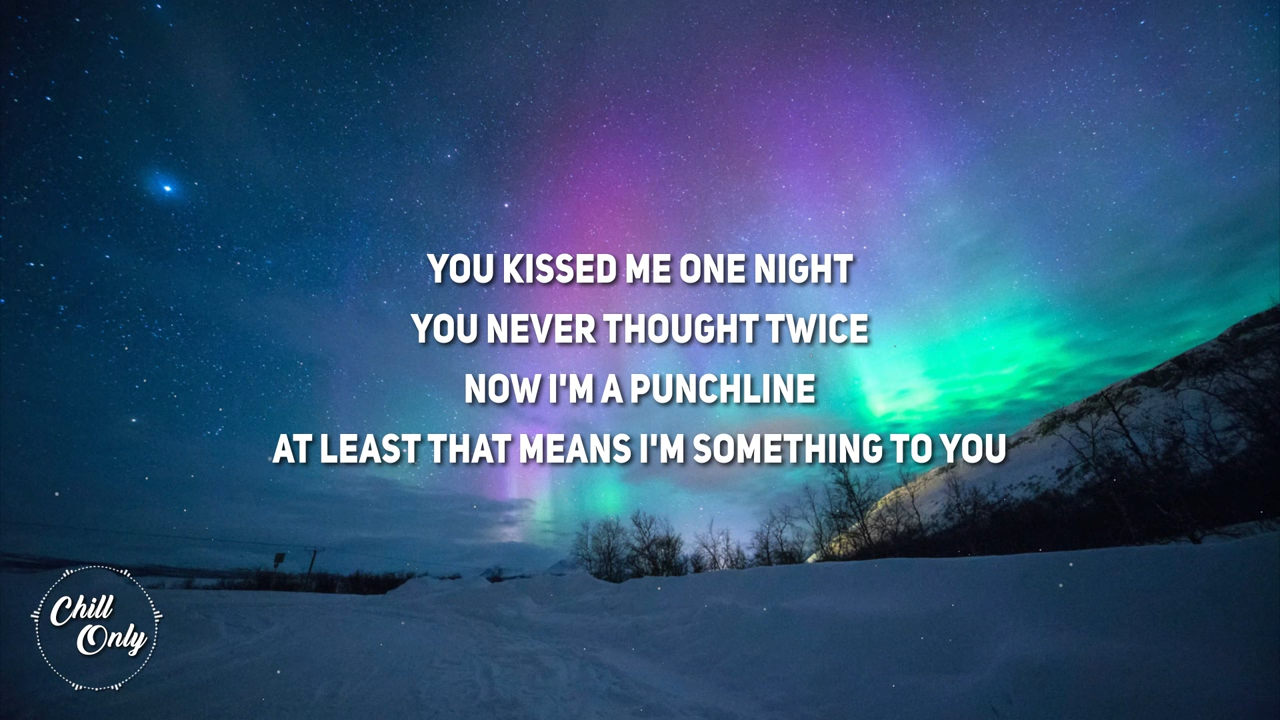 YOU KISSED ME ONE NIGHT
YOU NEVER THOUGHT TWICE
NOW I'M A PUNCHLINE
AT LEAST THAT MEANS I'M SOMETHING TO YOU
Chill
Only